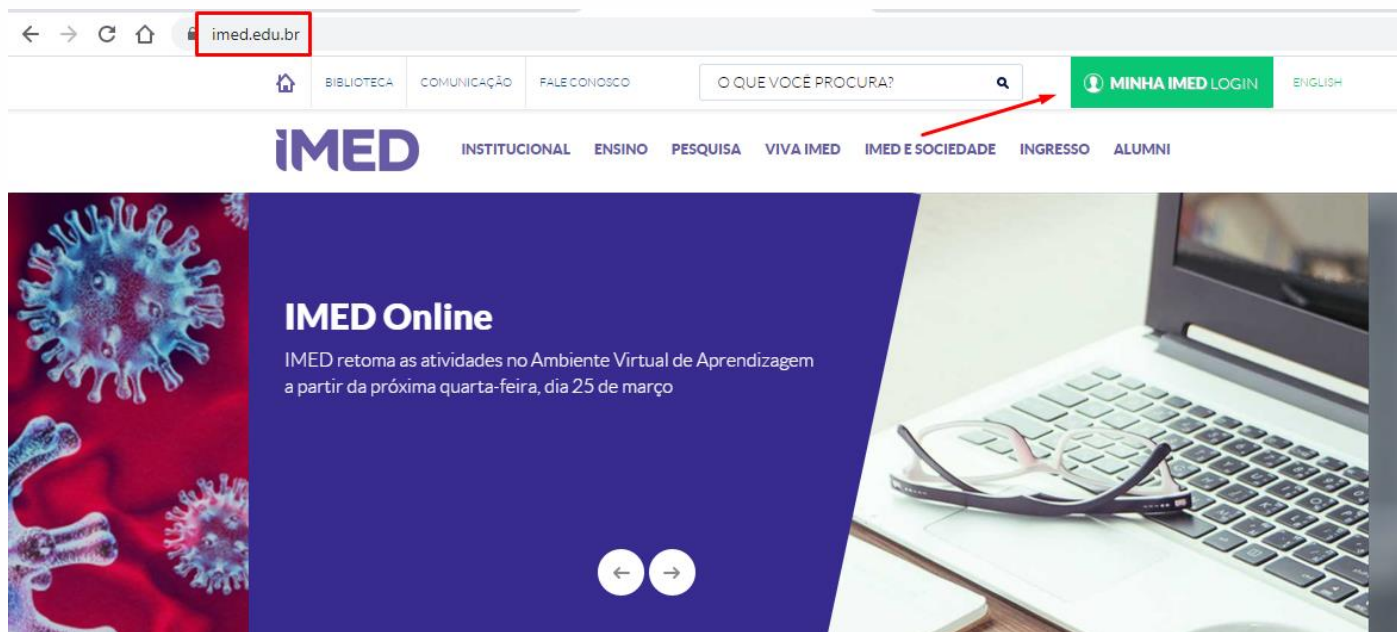 imed.edu.br
BIBLIOTECA COMUNICAÇÃO FALE CONOSCO O QUE VOCÊ PROCURA? MINHA IMED LOGIN ENGLISH
iMED INSTITUCIONAL ENSINO PESQUISA VIVA IMED IMED E SOCIEDADE INGRESSO ALUMNI
IMED Online
IMED retoma as atividades no Ambiente Virtual de Aprendizagem
a partir da próxima quarta-feira, dia 25 de março